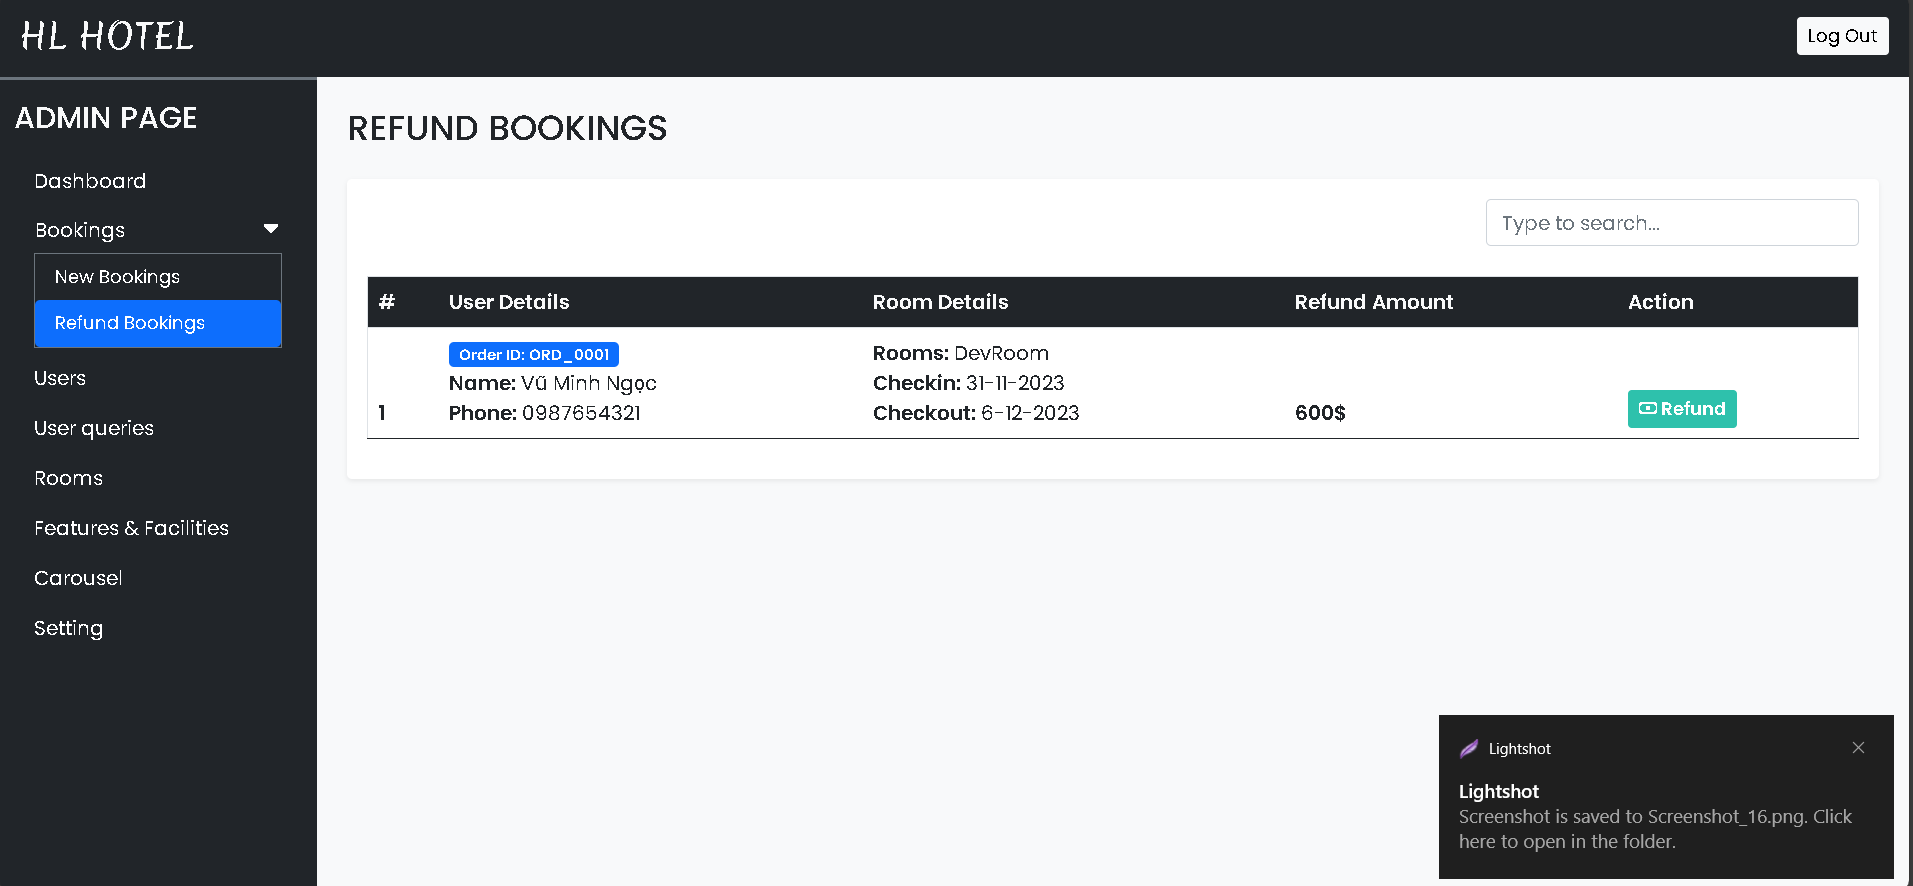 HL HOTEL
Log Out
ADMIN PAGE
Dashboard
Bookings
New Bookings
Refund Bookings
Users
User queries
Rooms
Features & Facilities
Carousel
Setting
REFUND BOOKINGS
Type to search...
# User Details Room Details Refund Amount Action
Order ID: ORD_0001
Name: Vũ Minh Ngọc
Phone: 0987654321
Rooms: DevRoom
Checkin: 31-11-2023
Checkout: 6-12-2023
1
600$
Refund
Lightshot
Lightshot
Screenshot is saved to Screenshot_16.png. Click
here to open in the folder.